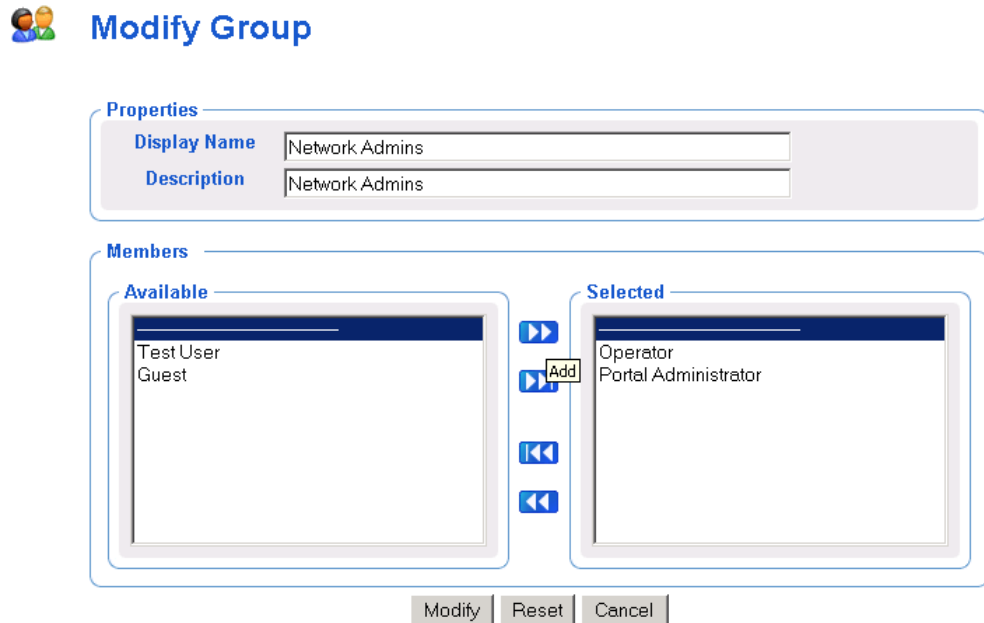 Modify Group
Properties
Display Name Network Admins
Description Network Admins
Members
Available
Test User
Guest
Add
Selected
Operator
Portal Administrator
Modify Reset Cancel